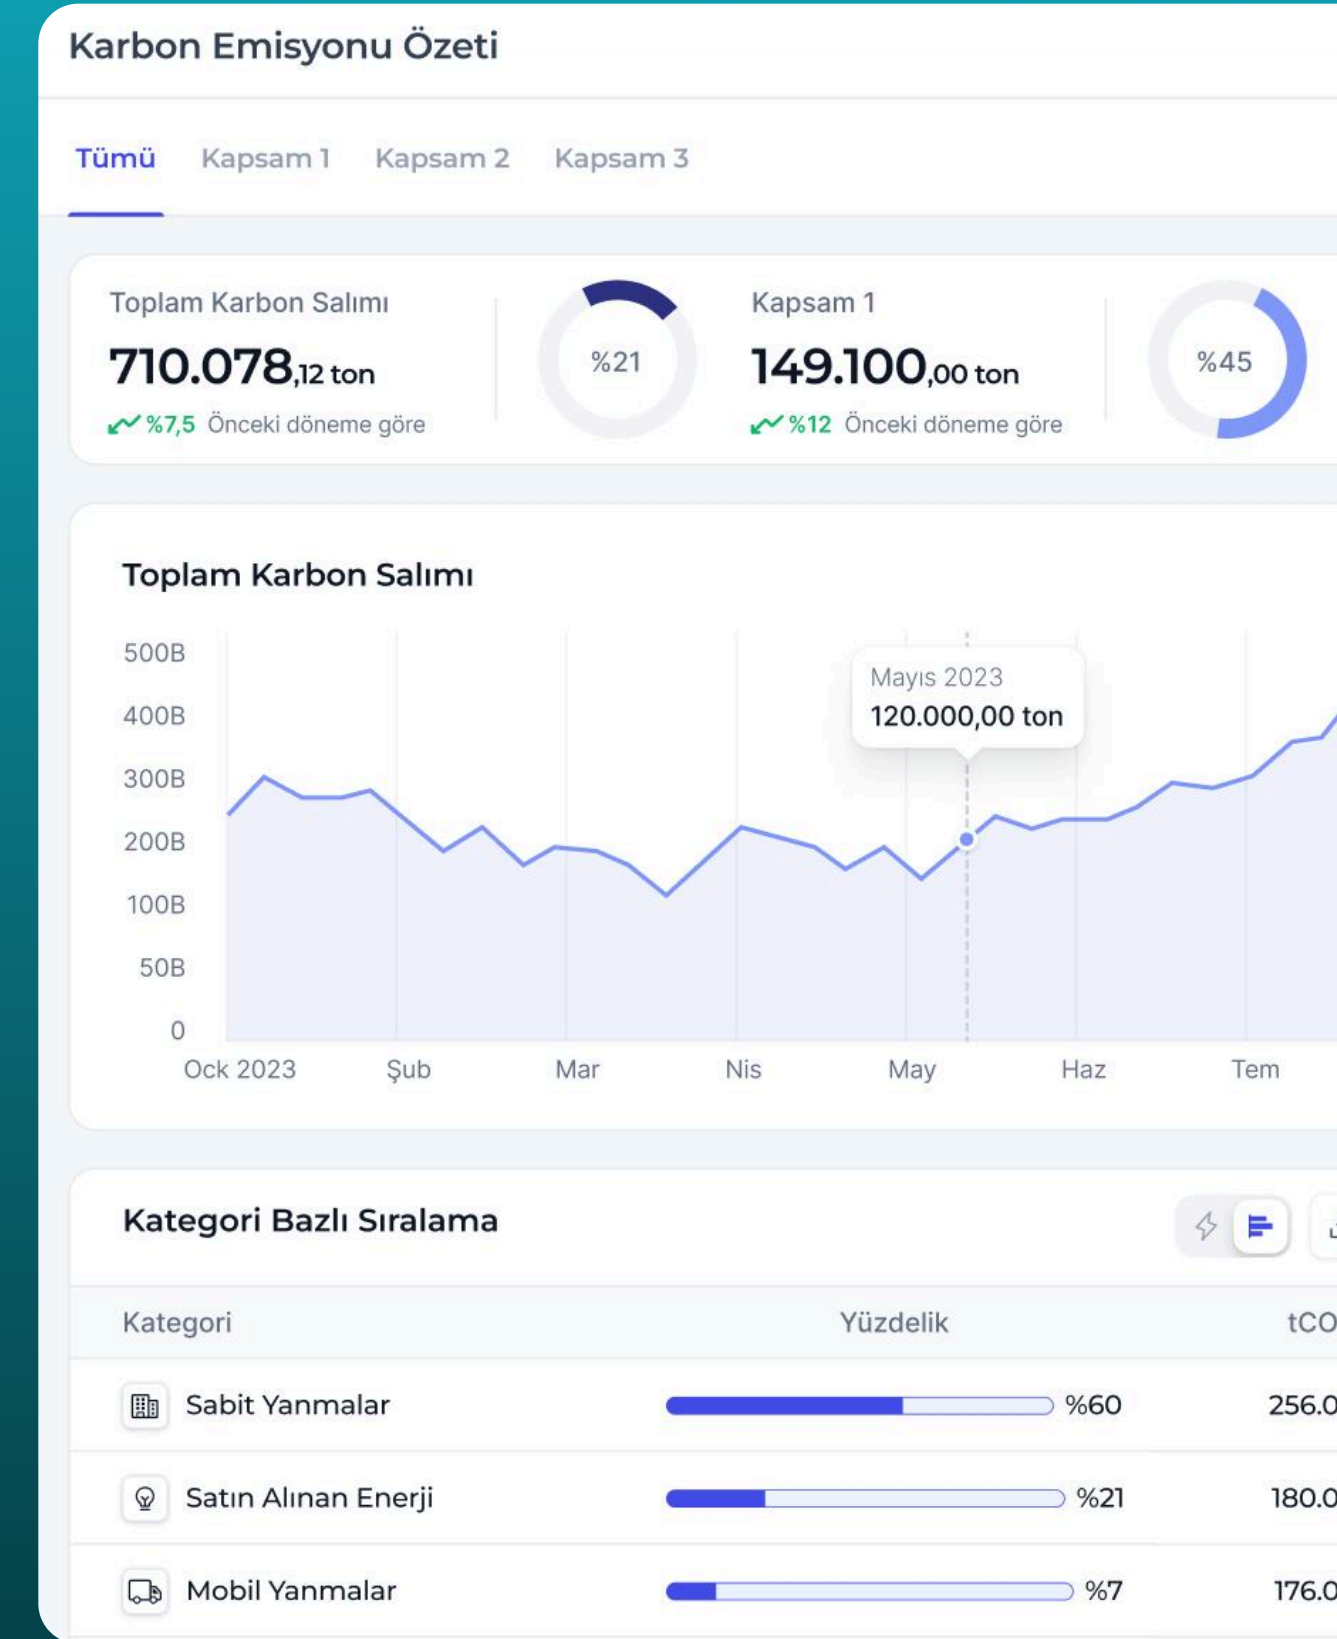 Karbon Emisyonu Özeti
Tümü Kapsam 1 Kapsam 2 Kapsam 3
Toplam Karbon Salımı
710.078,12 ton
%7,5 Önceki döneme göre
%21
Kapsam 1
149.100,00 ton
%12 Önceki döneme göre
%45
Toplam Karbon Salımı
500B
400B
300B
200B
100B
50B
0
Mayıs 2023
120.000,00 ton
Ock 2023 Şub Mar Nis May Haz Tem
Kategori Bazlı Sıralama
Kategori Yüzdelik
Sabit Yanmalar %60
Satın Alınan Enerji %21
Mobil Yanmalar %7